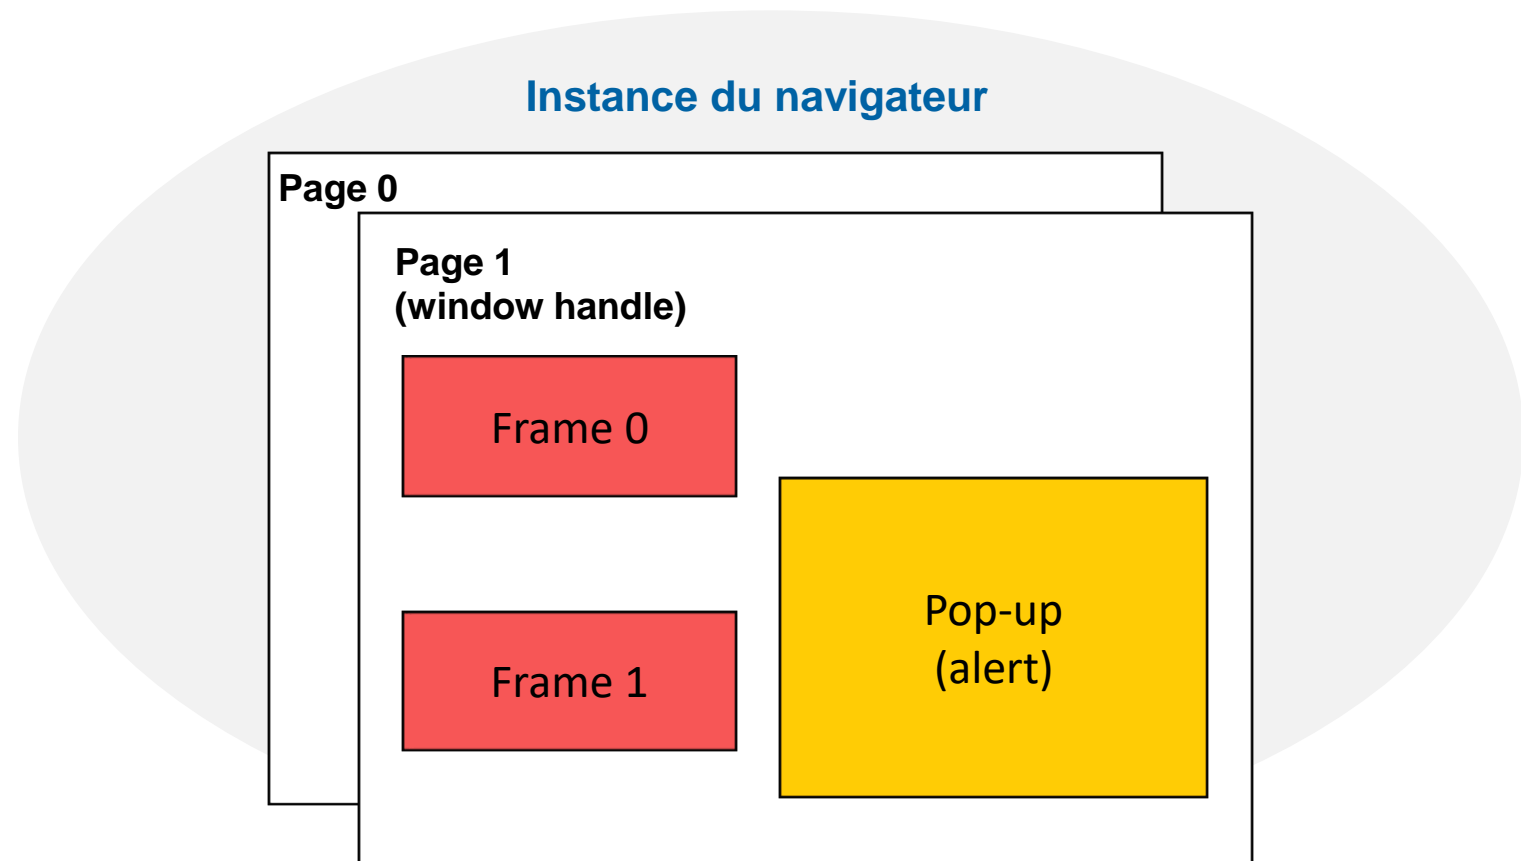 Instance du navigateur
Page 0
Page 1
(window handle)
Frame 0
Frame 1
Pop-up
(alert)